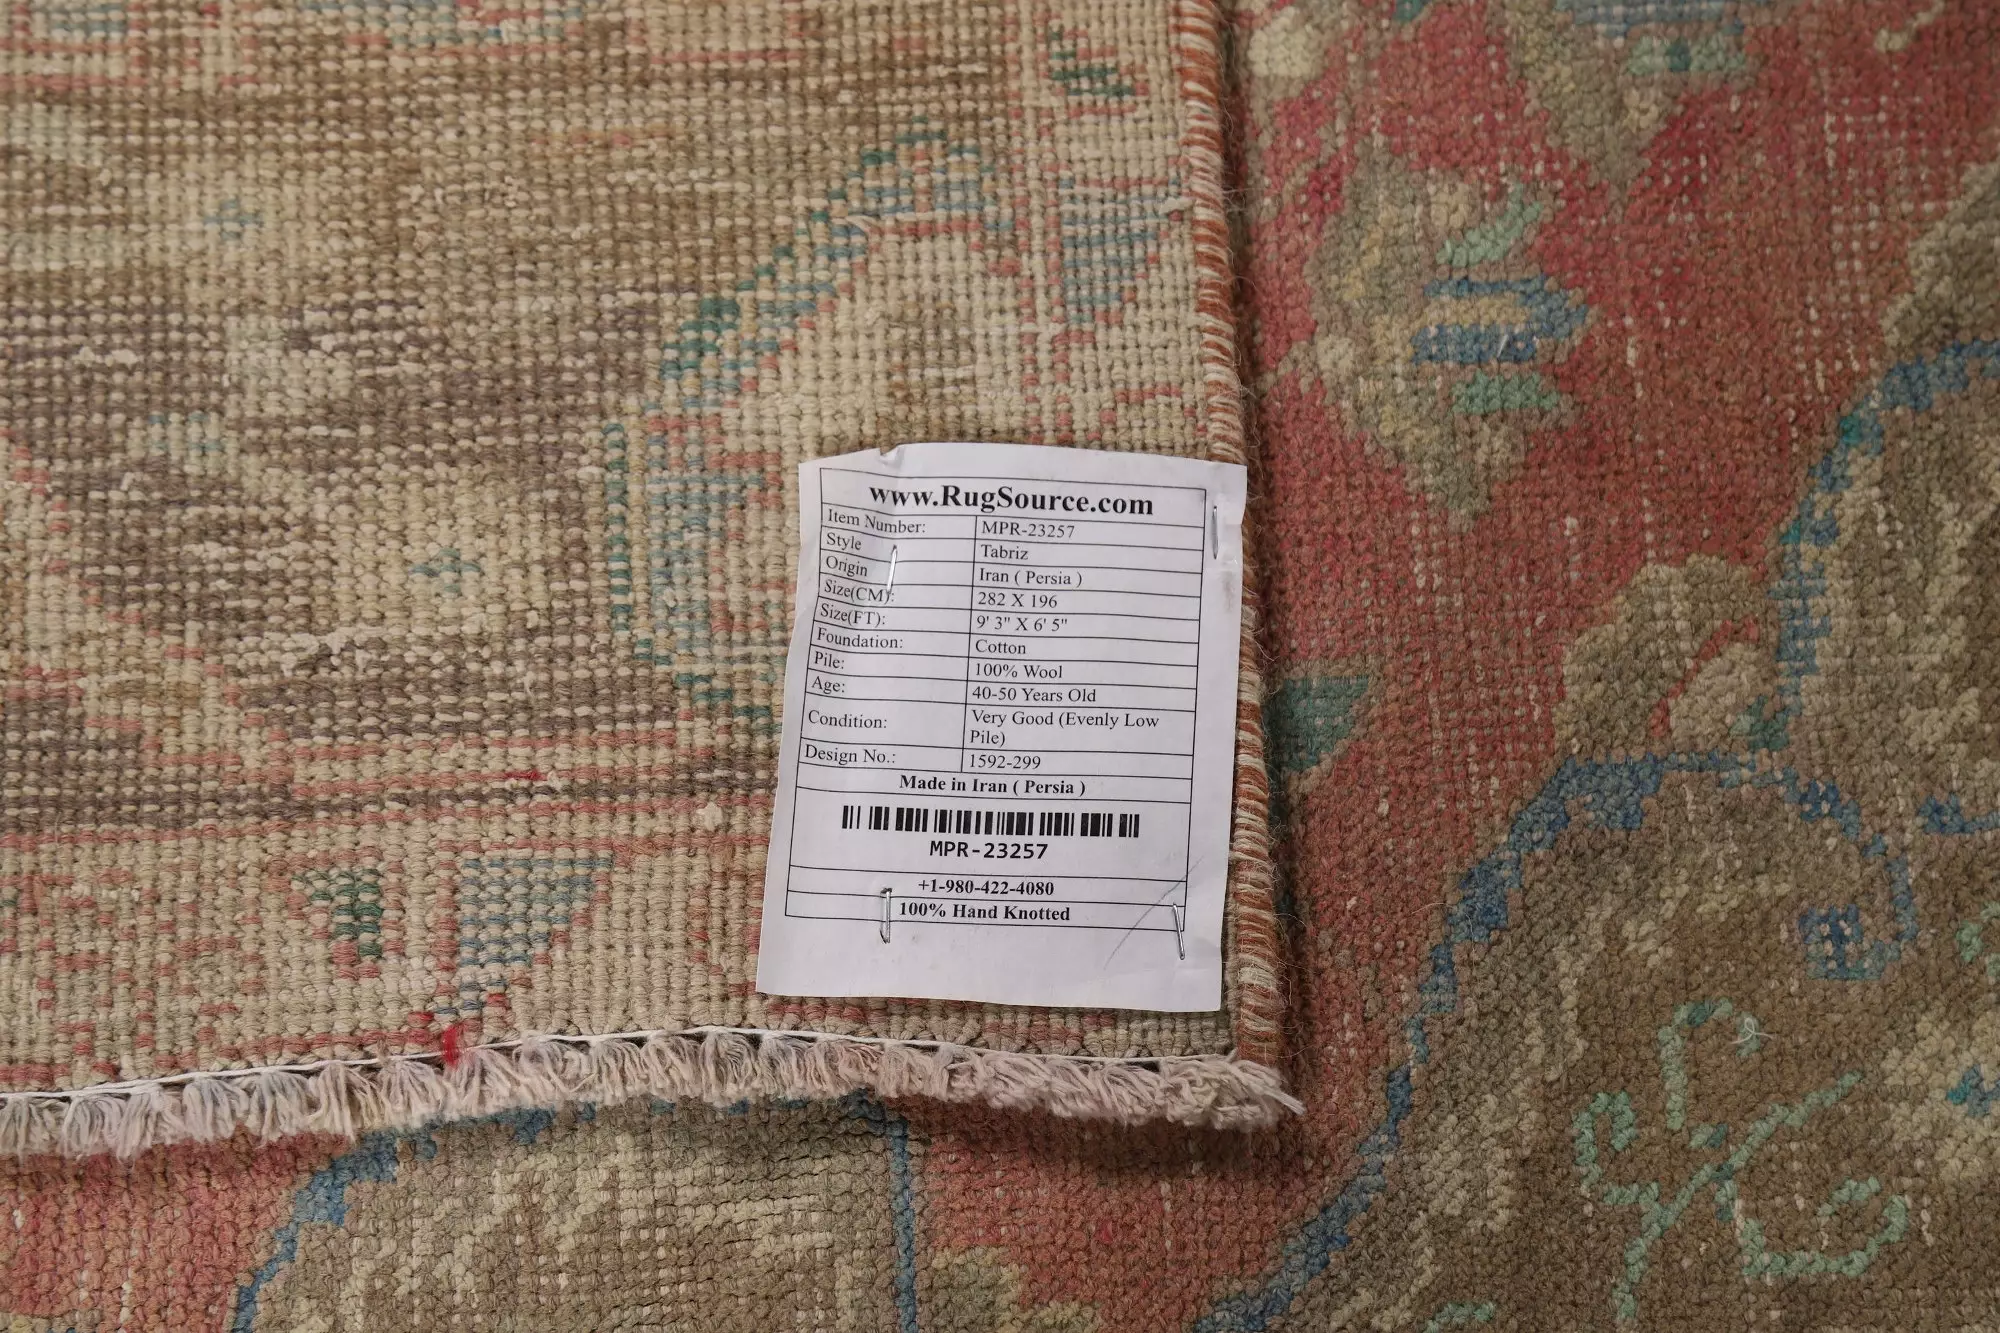 www.RugSource.com
Item Number: MPR-23257
Style Tabriz
Origin Iran ( Persia )
Size(CM): 282 X 196
Size(FT): 9' 3" X 6' 5"
Foundation: Cotton
Pile: 100% Wool
Age: 40-50 Years Old
Condition: Very Good (Evenly Low
Pile)
Design No.: 1592-299
Made in Iran ( Persia )
MPR-23257
+1-980-422-4080
100% Hand Knotted